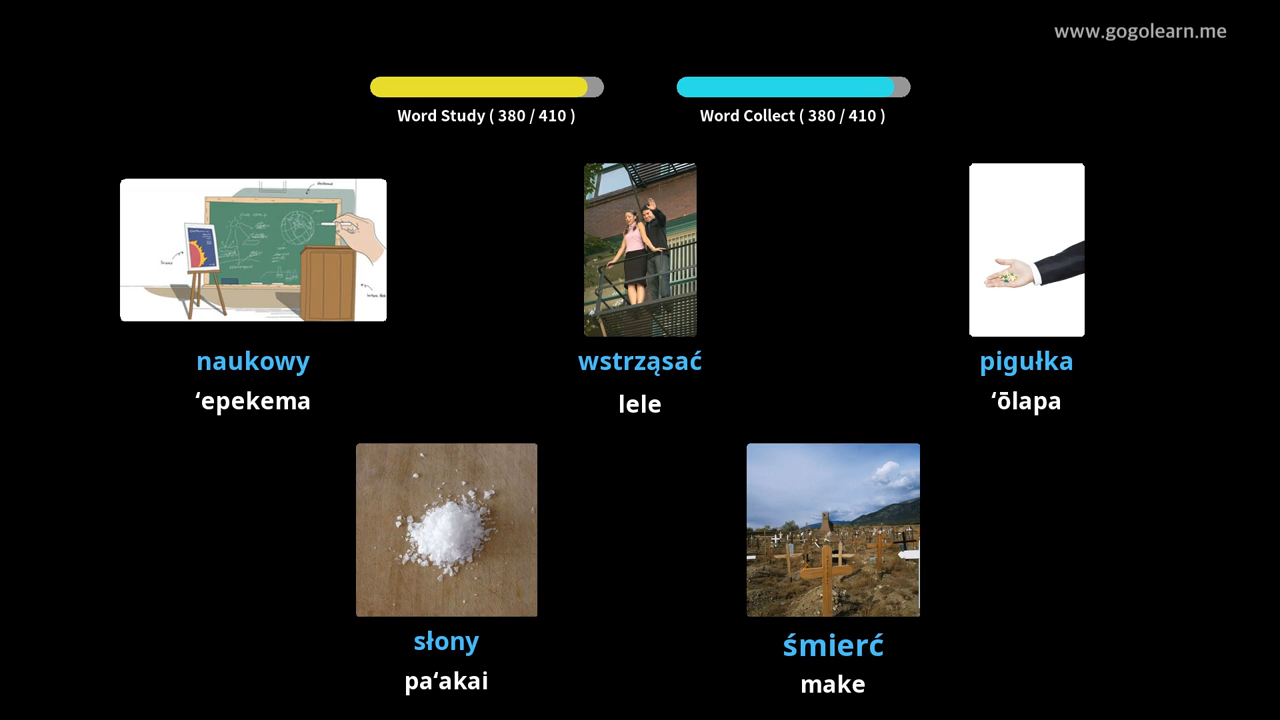 www.gogolearn.me
Word Study ( 380 / 410 )
Word Collect ( 380 / 410 )
naukowy
ʻepekema
wstrząsać
lele
pigułka
ʻōlapa
słony
paʻakai
śmierć
make